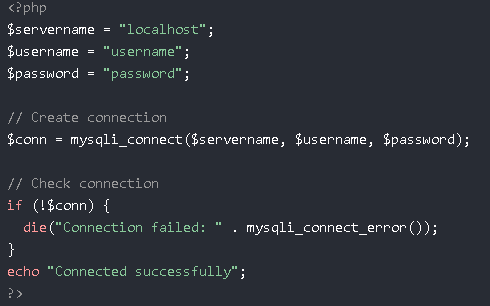 <?php
$servername = "localhost";
$username = "username";
$password = "password";

// Create connection
$conn = mysqli_connect($servername, $username, $password);

// Check connection
if (!$conn) {
  die("Connection failed: " . mysqli_connect_error());
}
echo "Connected successfully";
?>